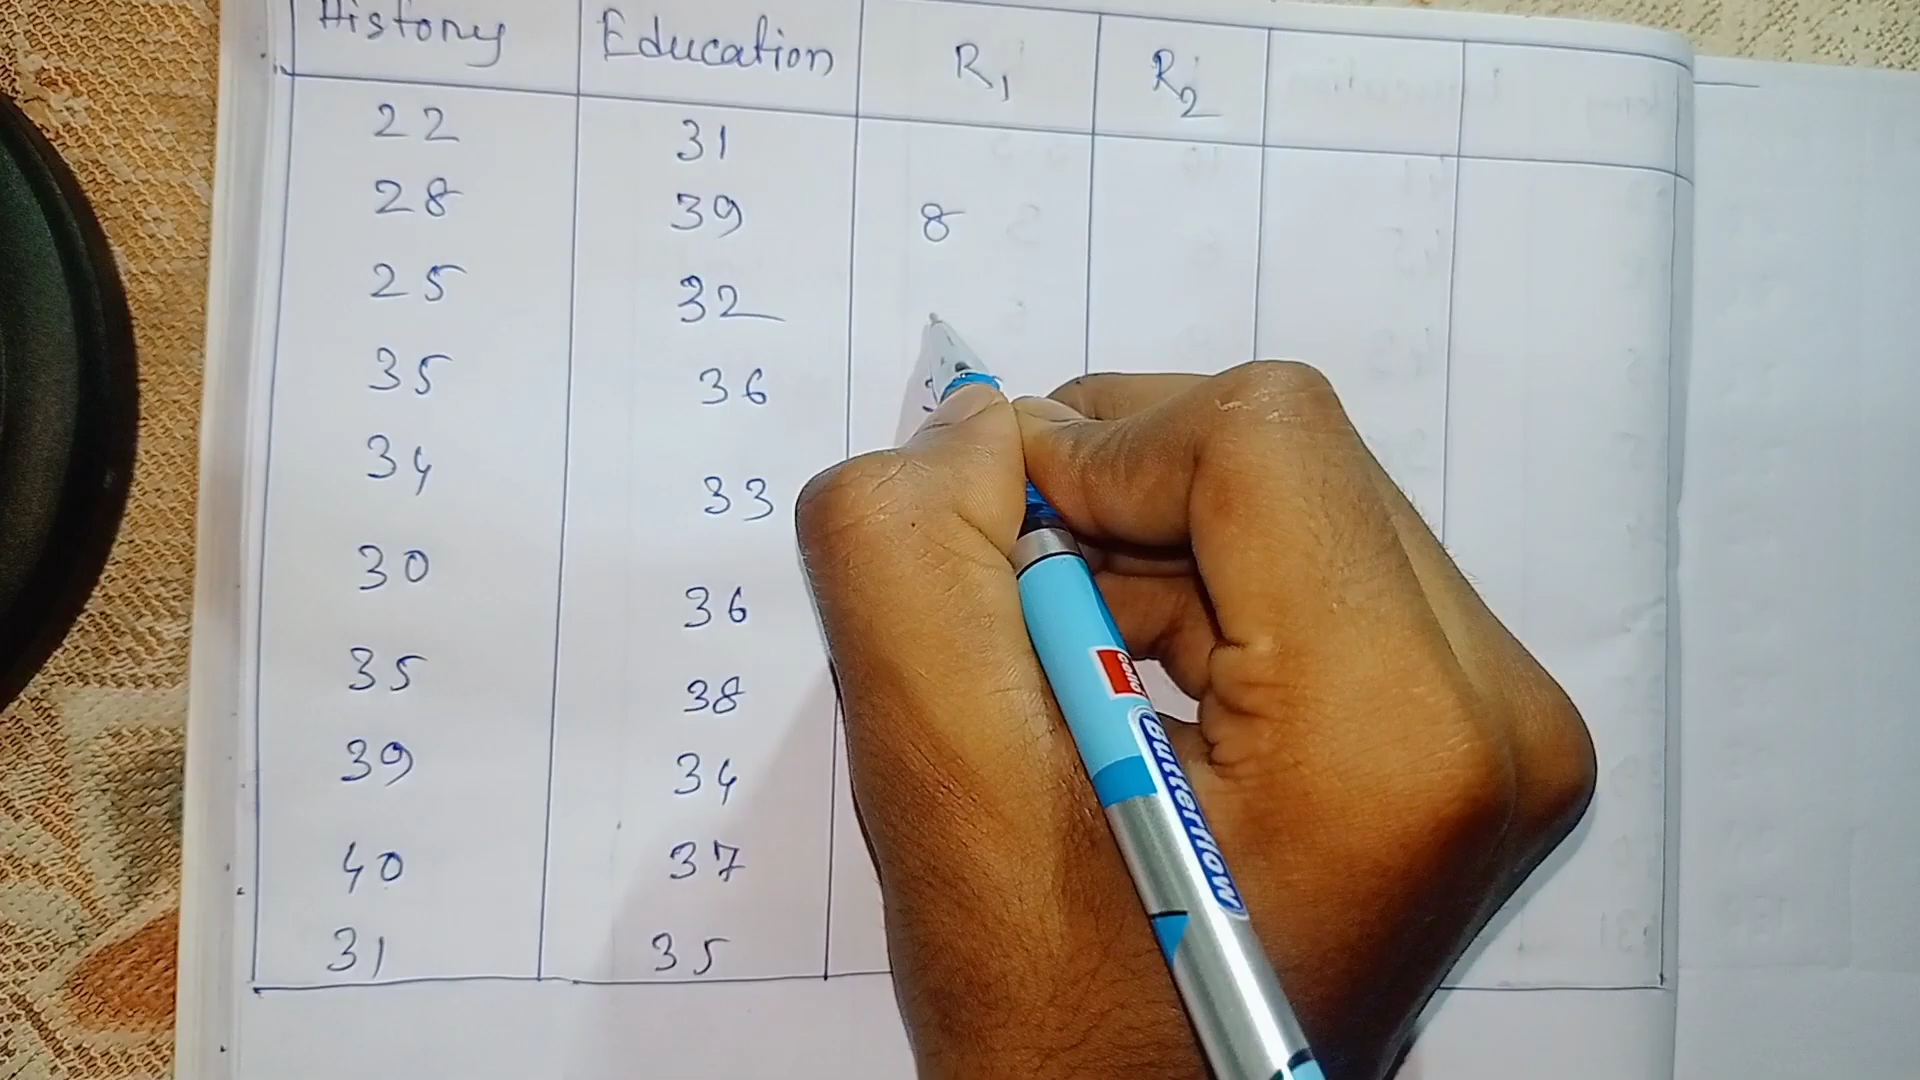 History Education R1 R2
22 31
28 39 8
25 32
35 36
34 33
30 36
35 38
39 34
40 37
31 35
Cello
Butterflow